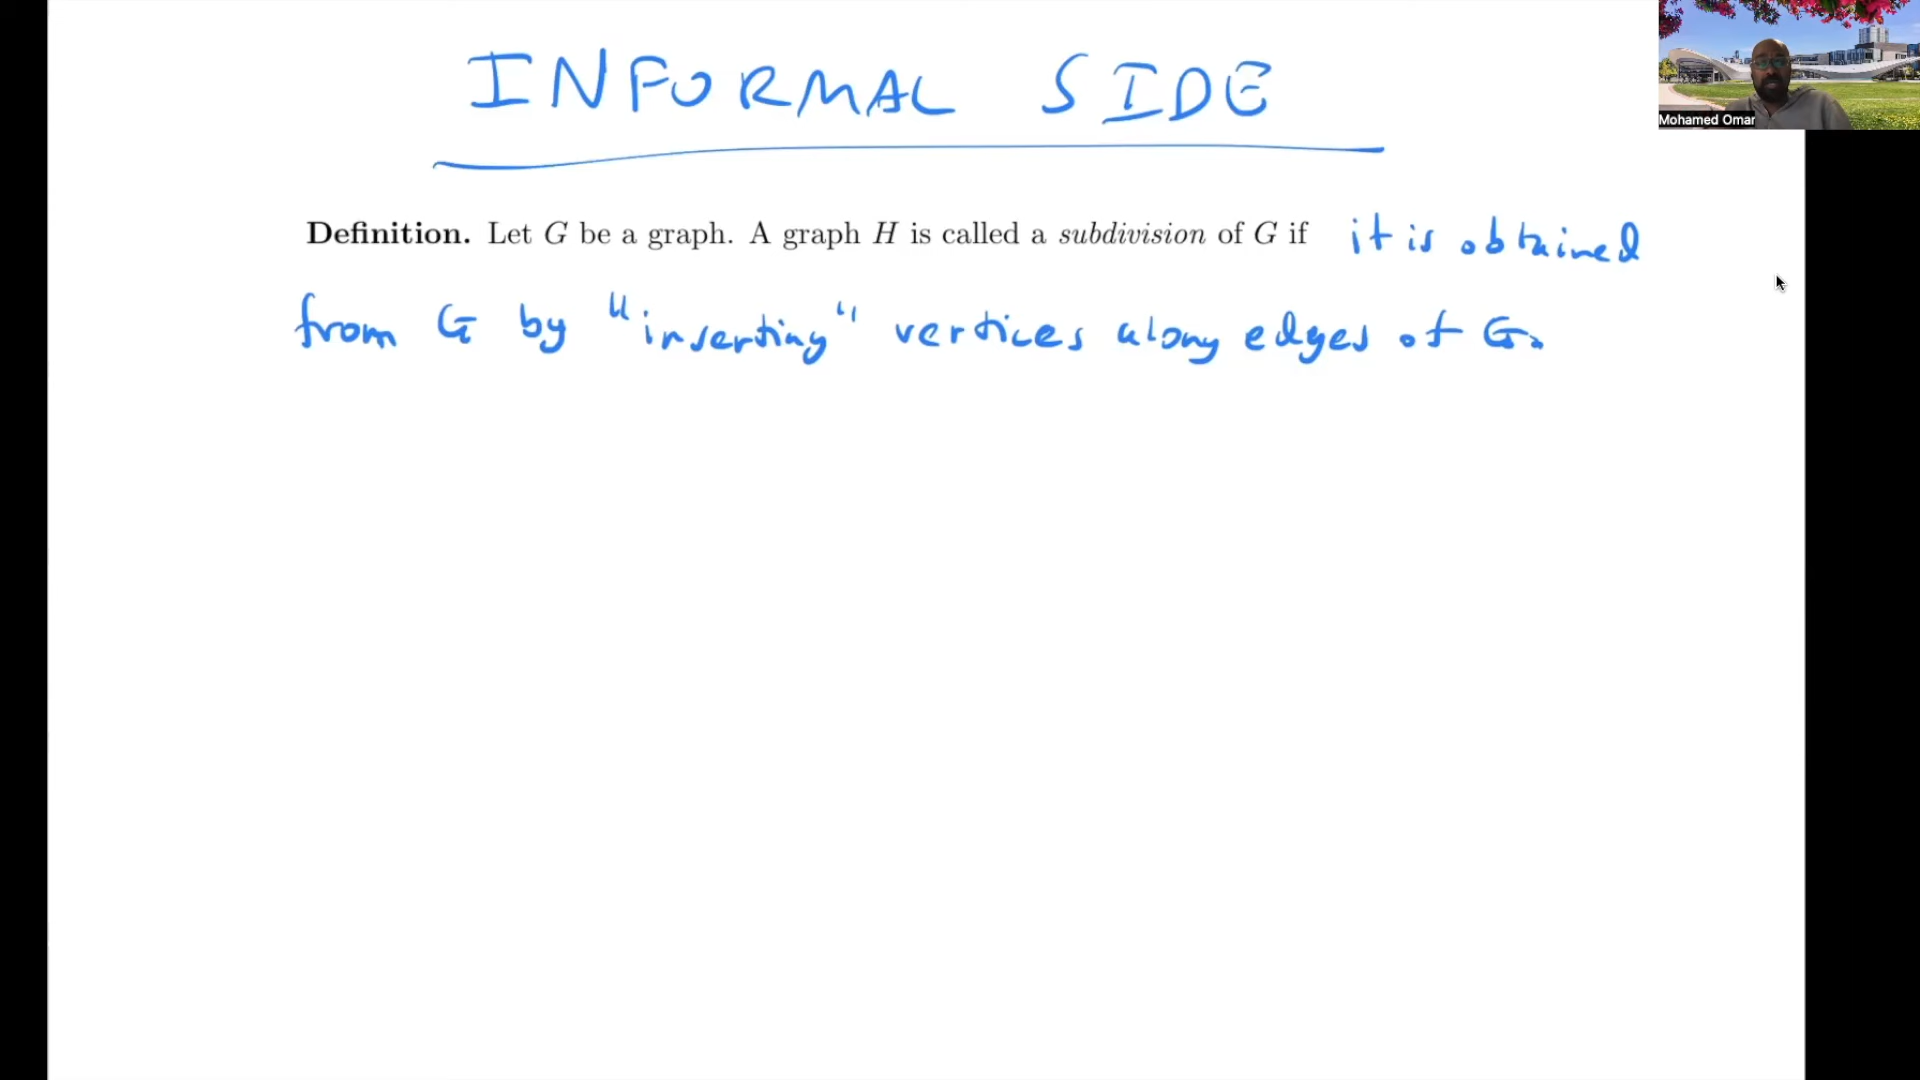 INFORMAL SIDE
Mohamed Omar
Definition. Let G be a graph. A graph H is called a subdivision of G if it is obtained
from G by "inserting" vertices along edges of G.